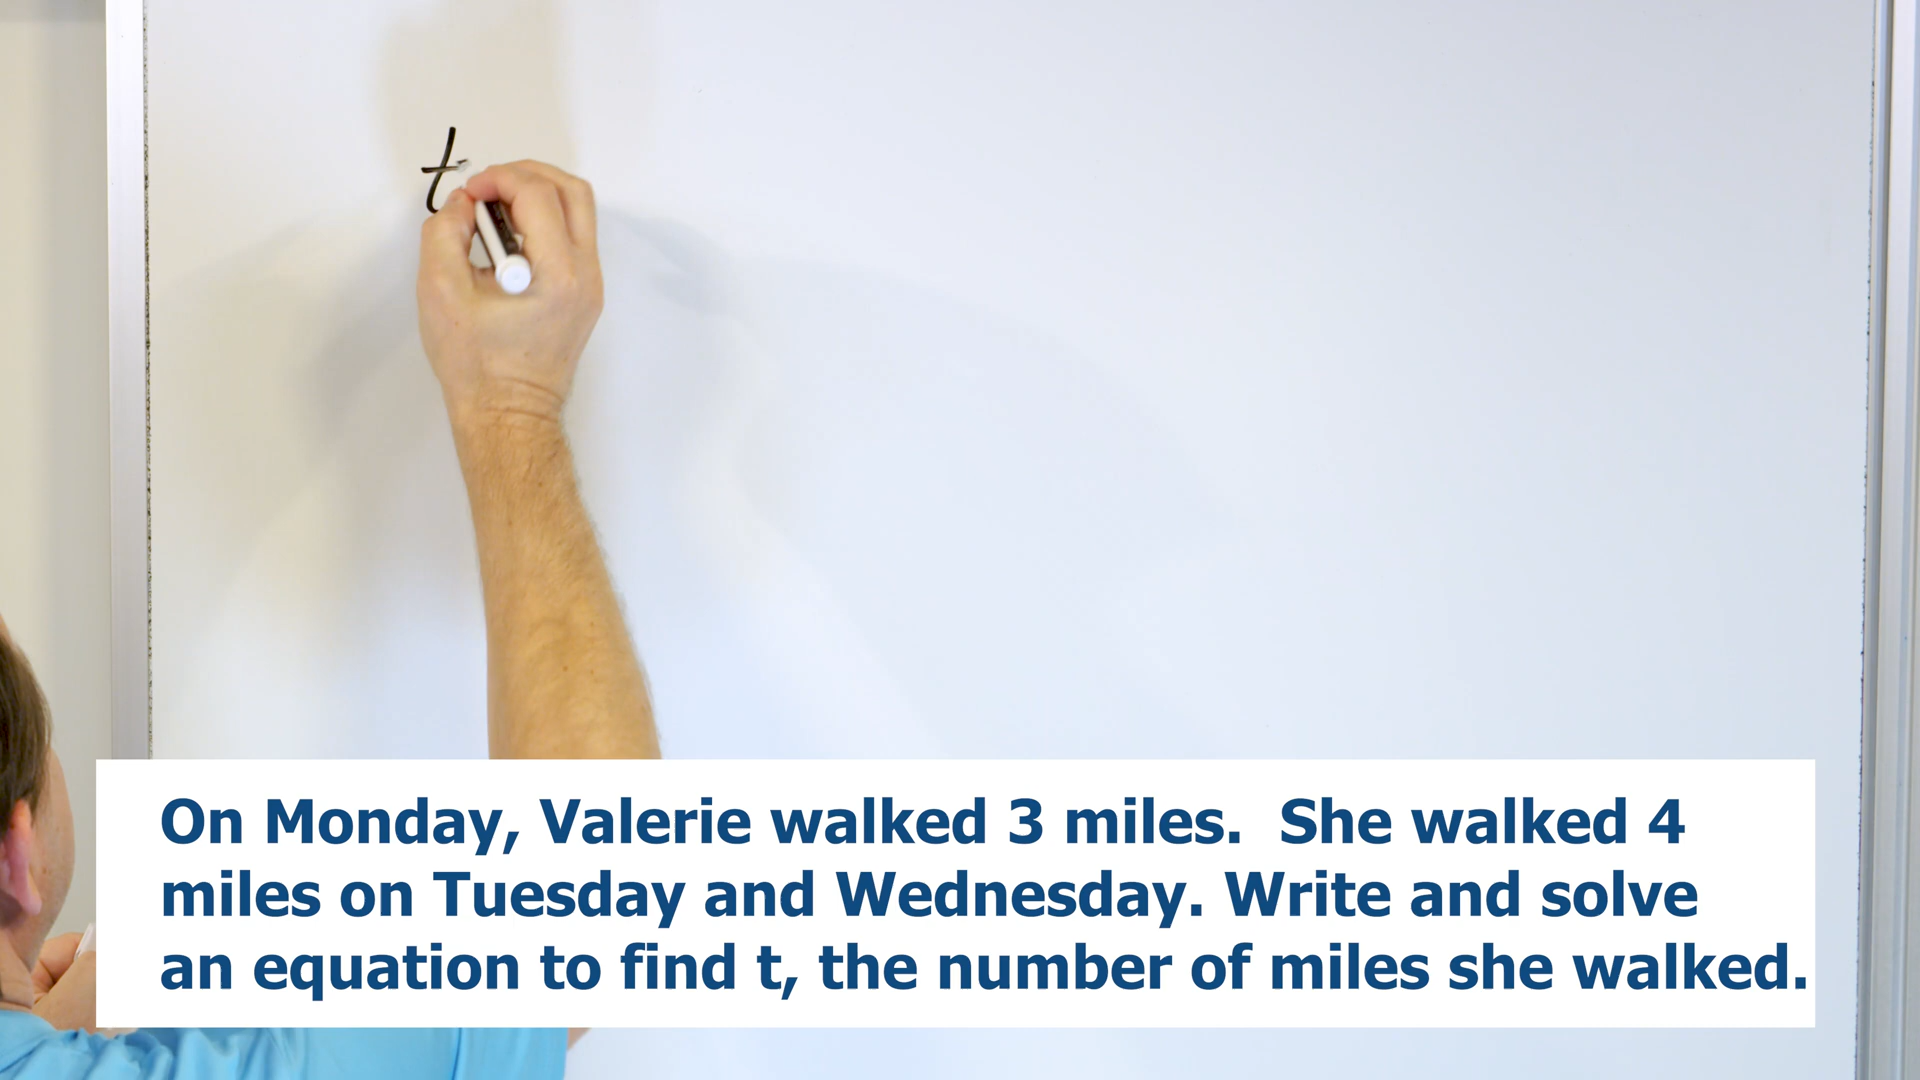 t
On Monday, Valerie walked 3 miles.  She walked 4
miles on Tuesday and Wednesday. Write and solve
an equation to find t, the number of miles she walked.